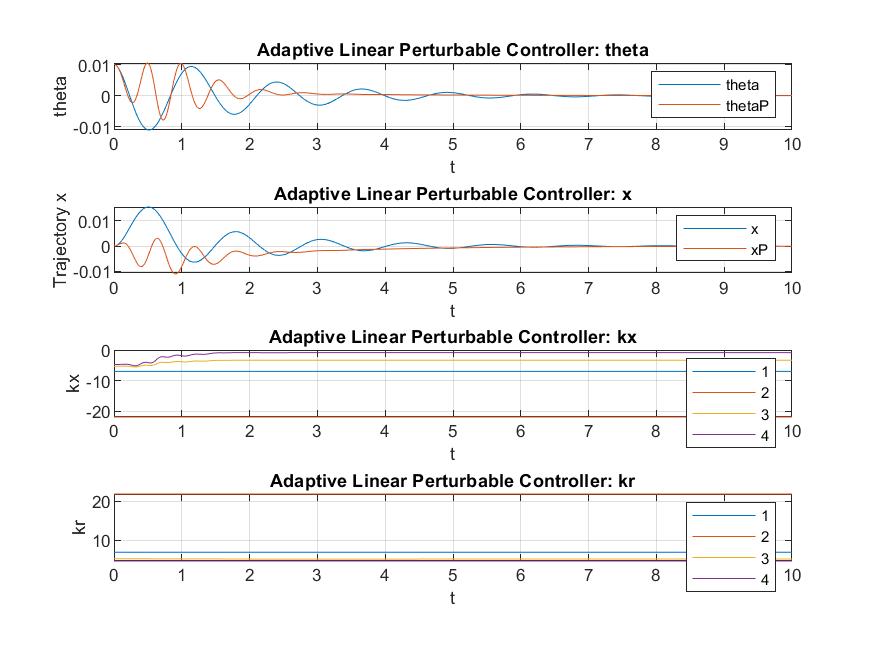 Adaptive Linear Perturbable Controller: theta
0.01
0
-0.01
theta
theta
thetaP
0 1 2 3 4 5 6 7 8 9 10
t
Adaptive Linear Perturbable Controller: x
0.01
0
-0.01
Trajectory x
x
xP
0 1 2 3 4 5 6 7 8 9 10
t
Adaptive Linear Perturbable Controller: kx
0
-10
-20
kx
1
2
3
4
0 1 2 3 4 5 6 7 8 9 10
t
Adaptive Linear Perturbable Controller: kr
20
10
kr
1
2
3
4
0 1 2 3 4 5 6 7 8 9 10
t